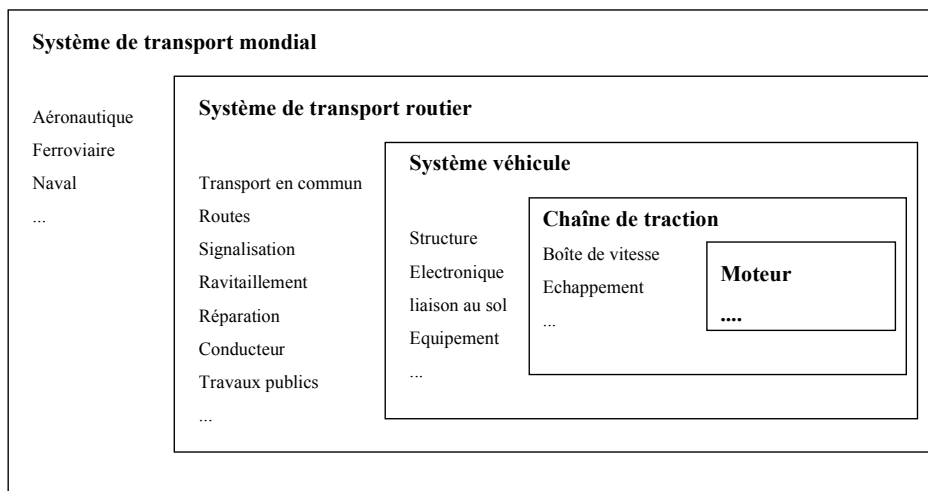 Système de transport mondial
Aéronautique
Ferroviaire
Naval
...
Système de transport routier
Transport en commun
Routes
Signalisation
Ravitaillement
Réparation
Conducteur
Travaux publics
...
Système véhicule
Structure
Electronique
liaison au sol
Equipement
...
Chaîne de traction
Boîte de vitesse
Echappement
...
Moteur
....